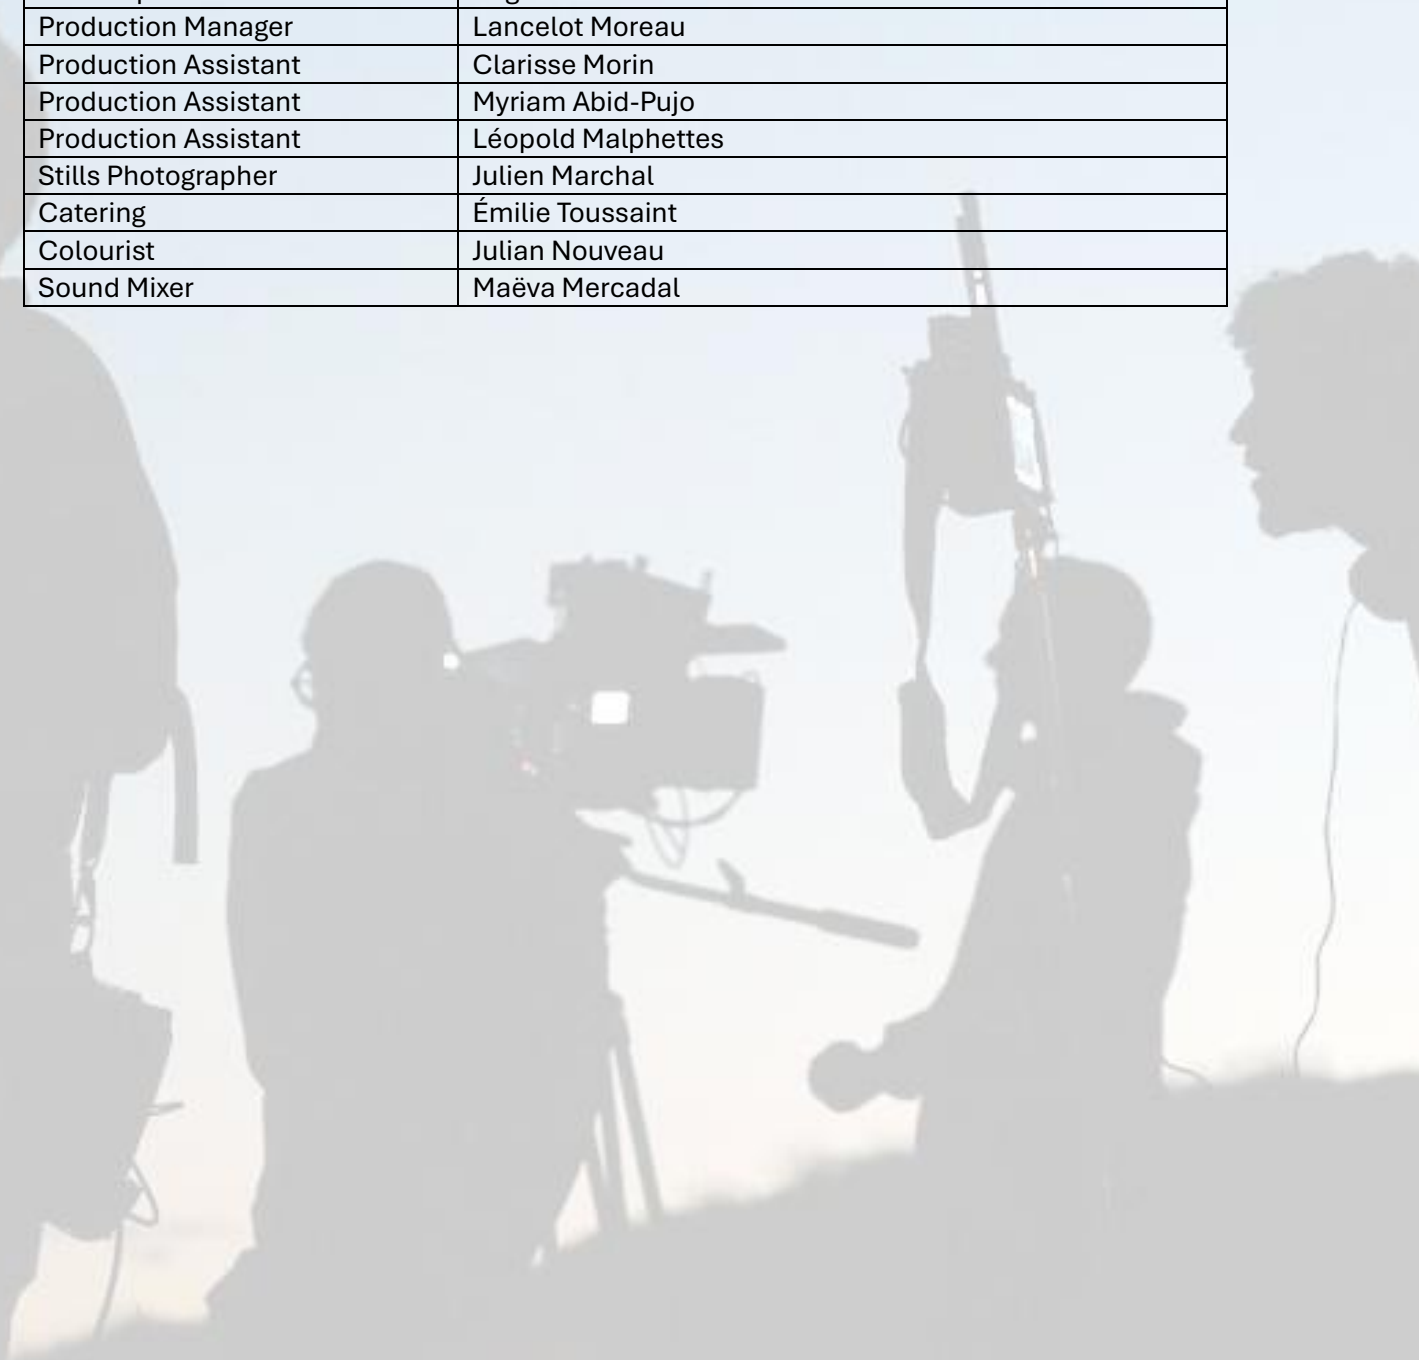 Production Manager Lancelot Moreau
Production Assistant Clarisse Morin
Production Assistant Myriam Abid-Pujo
Production Assistant Léopold Malphettes
Stills Photographer Julien Marchal
Catering Émilie Toussaint
Colourist Julian Nouveau
Sound Mixer Maëva Mercadal